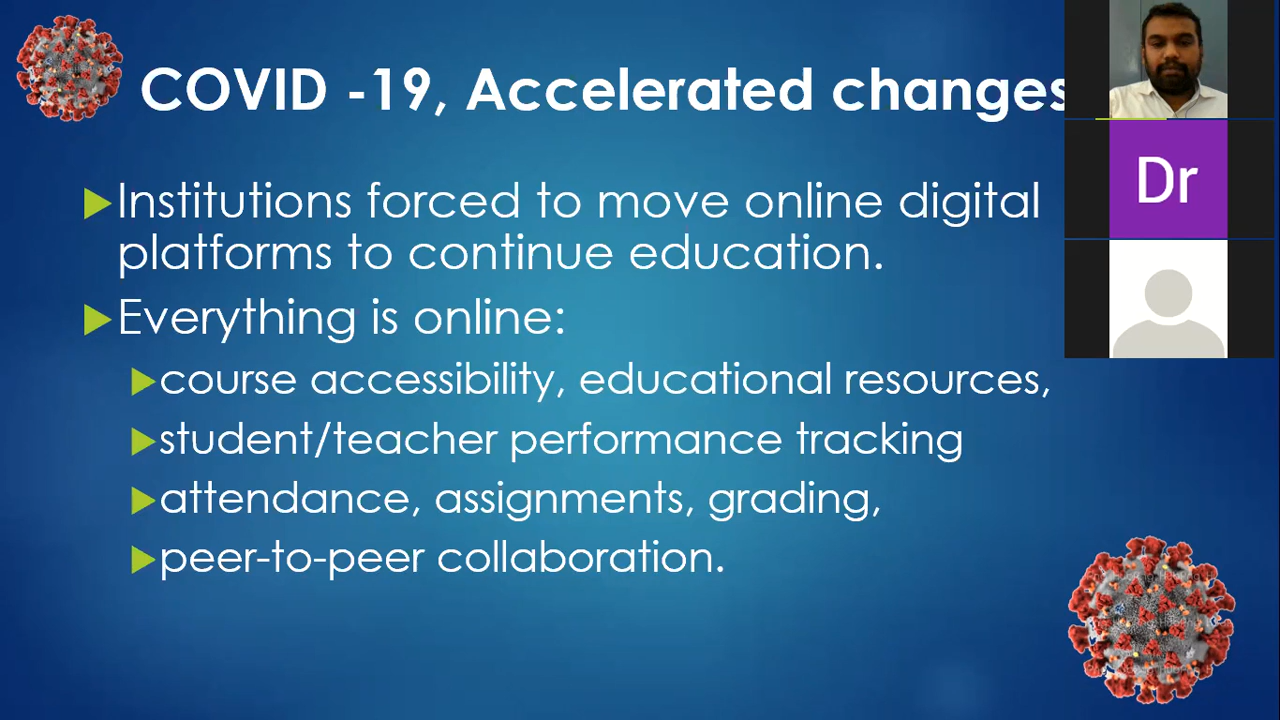 COVID -19, Accelerated changes
Institutions forced to move online digital
platforms to continue education.
Everything is online:
course accessibility, educational resources,
student/teacher performance tracking
attendance, assignments, grading,
peer-to-peer collaboration.
Dr